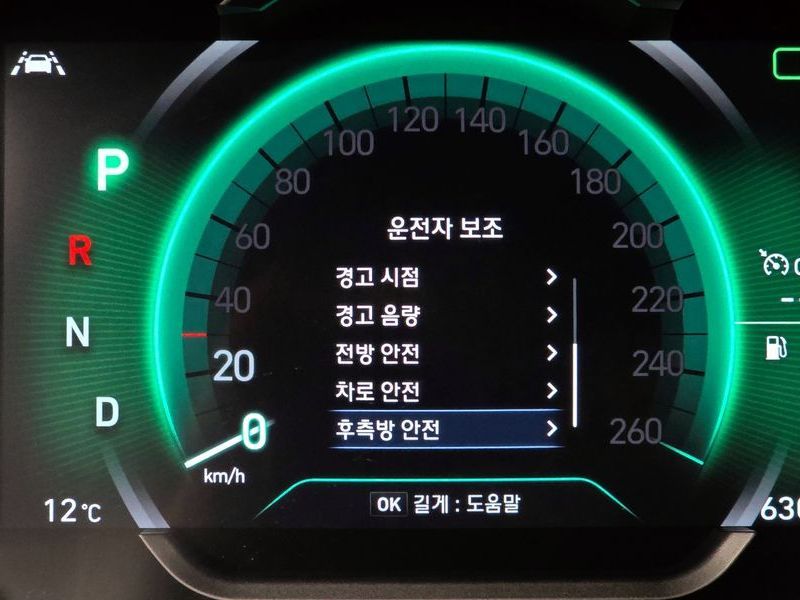 P
R
N
D
0
20
40
60
80
100
120
140
160
180
200
220
240
260
km/h
운전자 보조
경고 시점
경고 음량
전방 안전
차로 안전
후측방 안전
OK 길게 : 도움말
12℃